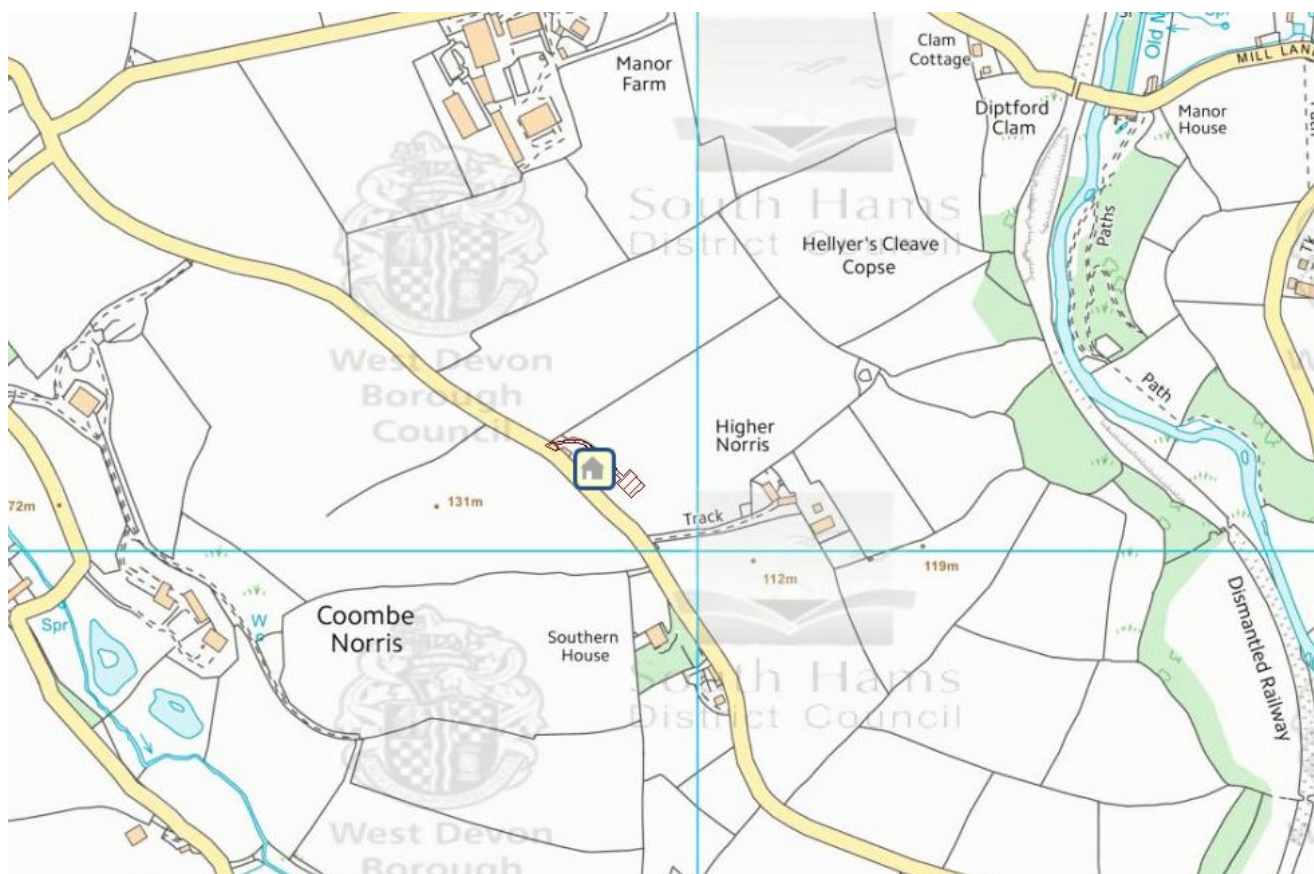 Clam
Cottage
Old M
Spr
MILL LANE
Manor
Farm
Diptford
Clam
Manor
House
South Hams
District Council
Paths
Hellyer's Cleave
Copse
West Devon
Borough
Council
Path
Higher
Norris
72m
131m
Track
112m
119m
Spr
W
Coombe
Norris
Southern
House
Dismantled Railway
South Hams
District Council
West Devon
Borough